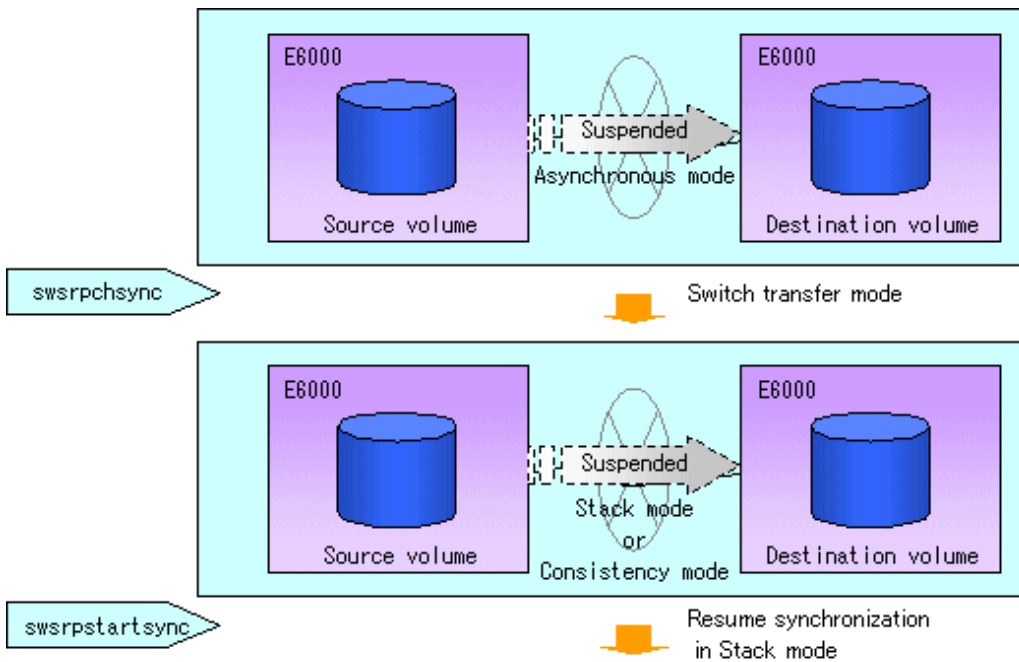 E6000
E6000
Suspended
Asynchronous mode
Source volume
Destination volume
swsrpchsync
Switch transfer mode
E6000
E6000
Suspended
Stack mode
or
Consistency mode
Source volume
Destination volume
swsrpstartsync
Resume synchronization
in Stack mode